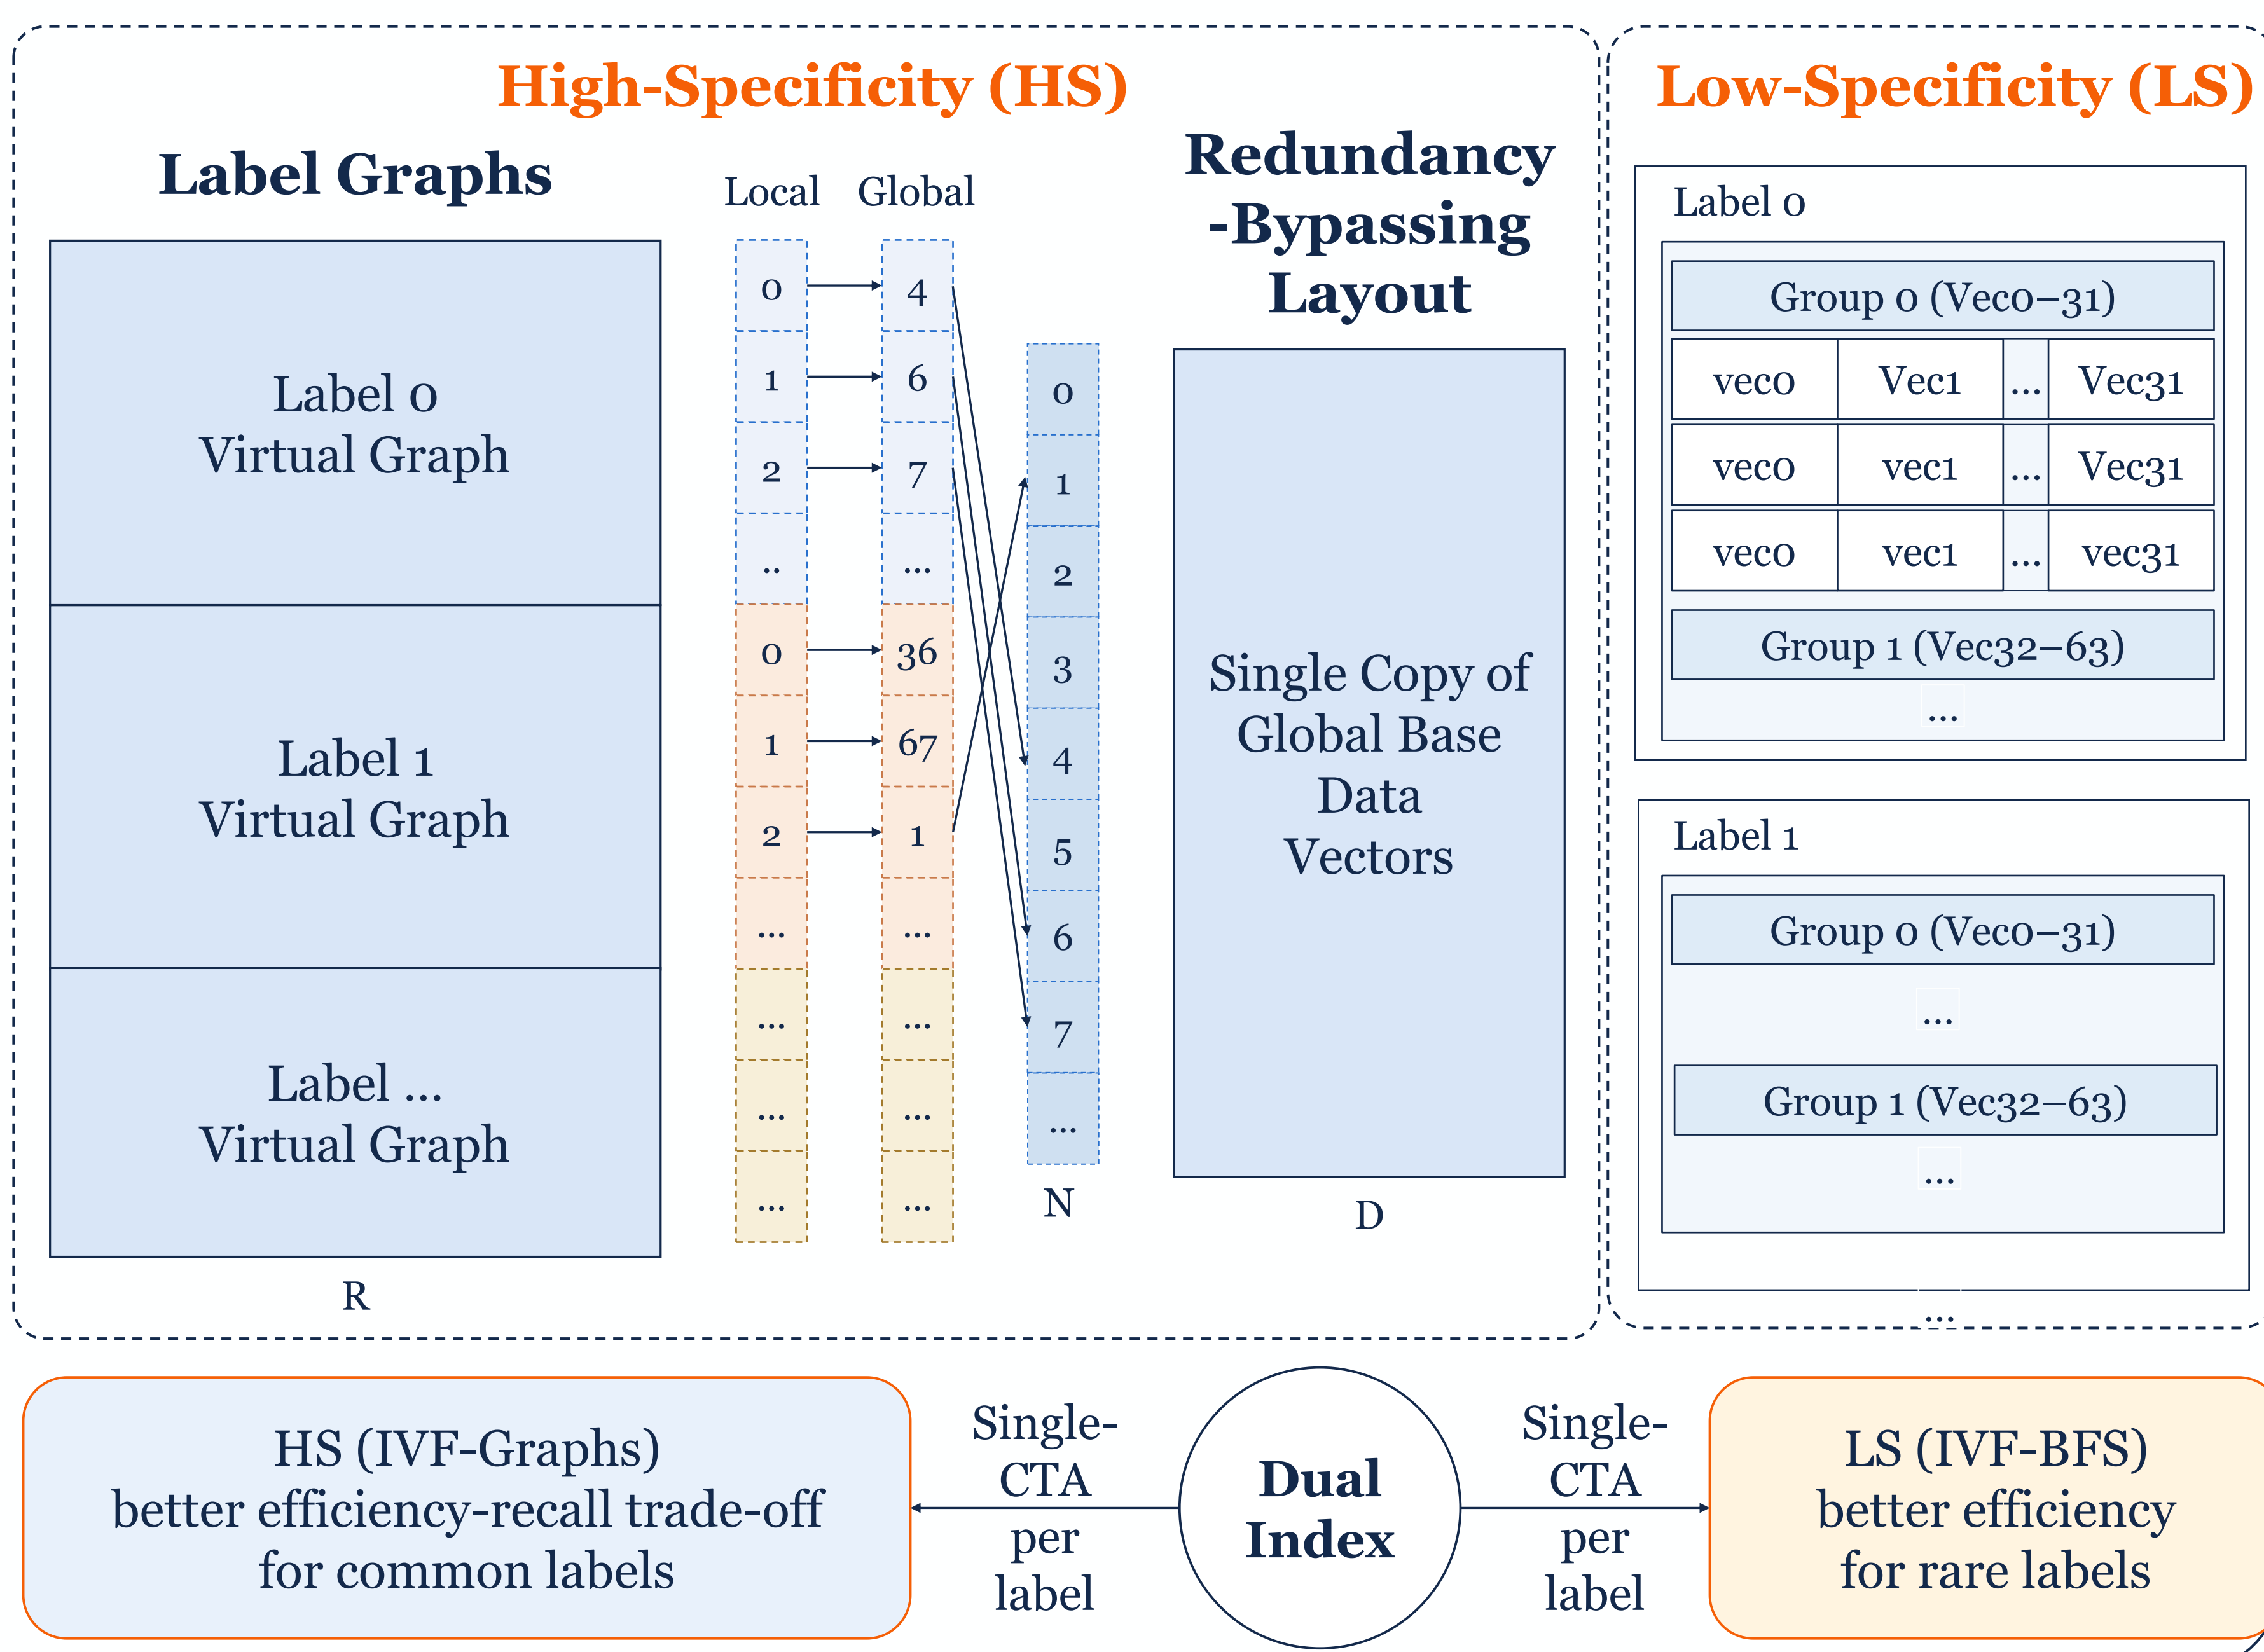 High-Specificity (HS)
Label Graphs
Label 0
Virtual Graph
Label 1
Virtual Graph
Label ...
Virtual Graph
R
Local Global
0 4
1 6
2 7
.. ...
0 36
1 67
2 1
... ...
... ...
... ...
... ...
0
1
2
3
4
5
6
7
...
N
Redundancy
-Bypassing
Layout
Single Copy of
Global Base
Data
Vectors
D
Low-Specificity (LS)
Label 0
Group 0 (Vec0–31)
vec0 Vec1 ... Vec31
vec0 vec1 ... Vec31
vec0 vec1 ... vec31
Group 1 (Vec32–63)
...
Label 1
Group 0 (Vec0–31)
...
Group 1 (Vec32–63)
...
...
HS (IVF-Graphs)
better efficiency-recall trade-off
for common labels
Single-
CTA
per
label
Dual
Index
Single-
CTA
per
label
LS (IVF-BFS)
better efficiency
for rare labels